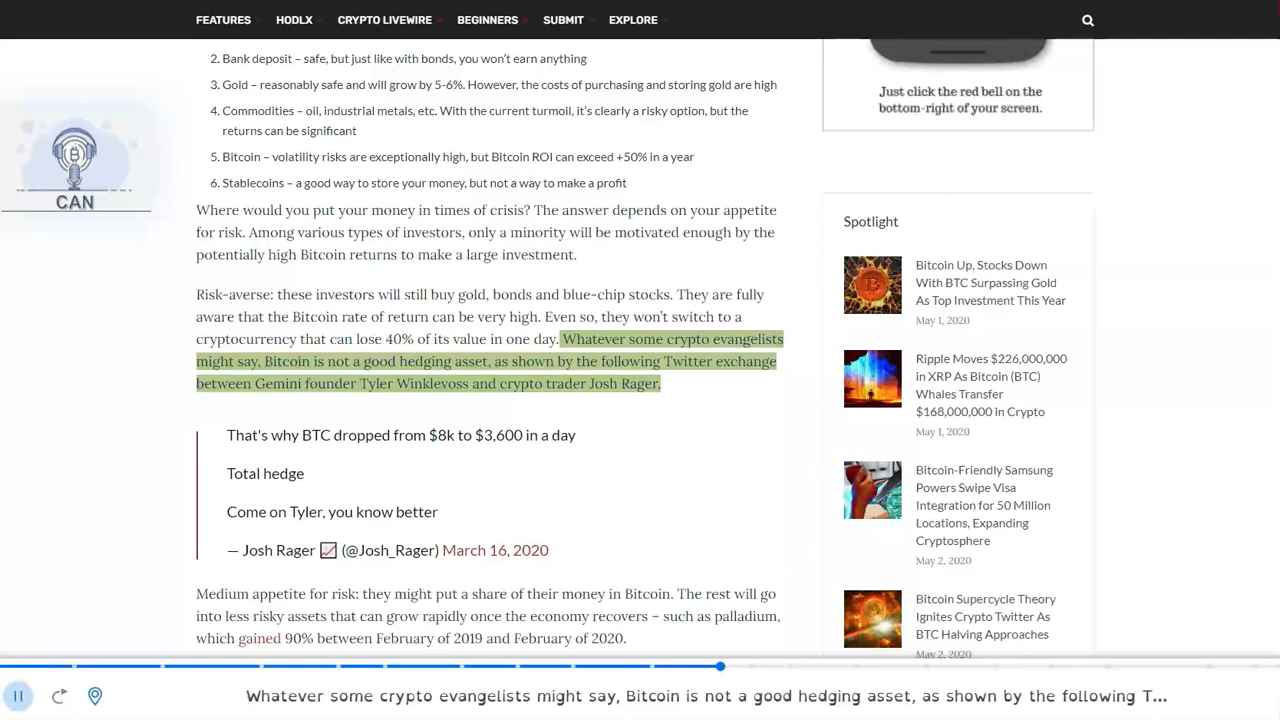 FEATURES HODLX CRYPTO LIVEWIRE BEGINNERS SUBMIT EXPLORE
2. Bank deposit – safe, but just like with bonds, you won't earn anything
3. Gold – reasonably safe and will grow by 5-6%. However, the costs of purchasing and storing gold are high
4. Commodities – oil, industrial metals, etc. With the current turmoil, it's clearly a risky option, but the
returns can be significant
5. Bitcoin – volatility risks are exceptionally high, but Bitcoin ROI can exceed +50% in a year
6. Stablecoins – a good way to store your money, but not a way to make a profit
Where would you put your money in times of crisis? The answer depends on your appetite
for risk. Among various types of investors, only a minority will be motivated enough by the
potentially high Bitcoin returns to make a large investment.
Risk-averse: these investors will still buy gold, bonds and blue-chip stocks. They are fully
aware that the Bitcoin rate of return can be very high. Even so, they won't switch to a
cryptocurrency that can lose 40% of its value in one day. Whatever some crypto evangelists
might say, Bitcoin is not a good hedging asset, as shown by the following Twitter exchange
between Gemini founder Tyler Winklevoss and crypto trader Josh Rager.
That's why BTC dropped from $8k to $3,600 in a day
Total hedge
Come on Tyler, you know better
— Josh Rager 📈 (@Josh_Rager) March 16, 2020
Medium appetite for risk: they might put a share of their money in Bitcoin. The rest will go
into less risky assets that can grow rapidly once the economy recovers – such as palladium,
which gained 90% between February of 2019 and February of 2020.
CAN
Just click the red bell on the
bottom-right of your screen.
Spotlight
Bitcoin Up, Stocks Down
With BTC Surpassing Gold
As Top Investment This Year
May 1, 2020
Ripple Moves $226,000,000
in XRP As Bitcoin (BTC)
Whales Transfer
$168,000,000 in Crypto
May 1, 2020
Bitcoin-Friendly Samsung
Powers Swipe Visa
Integration for 50 Million
Locations, Expanding
Cryptosphere
May 2, 2020
Bitcoin Supercycle Theory
Ignites Crypto Twitter As
BTC Halving Approaches
May 2, 2020
Whatever some crypto evangelists might say, Bitcoin is not a good hedging asset, as shown by the following T...